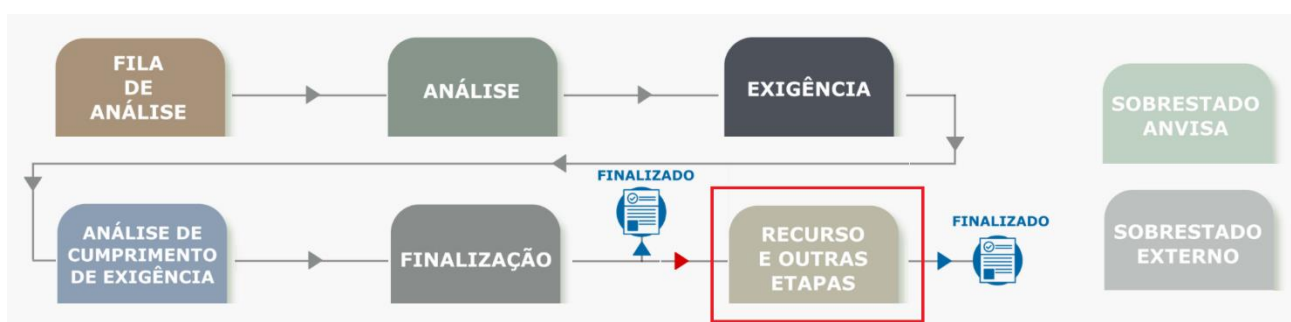 FILA
DE
ANÁLISE
ANÁLISE
EXIGÊNCIA
SOBRESTADO
ANVISA
ANÁLISE DE
CUMPRIMENTO
DE EXIGÊNCIA
FINALIZAÇÃO
FINALIZADO
RECURSO
E OUTRAS
ETAPAS
FINALIZADO
SOBRESTADO
EXTERNO